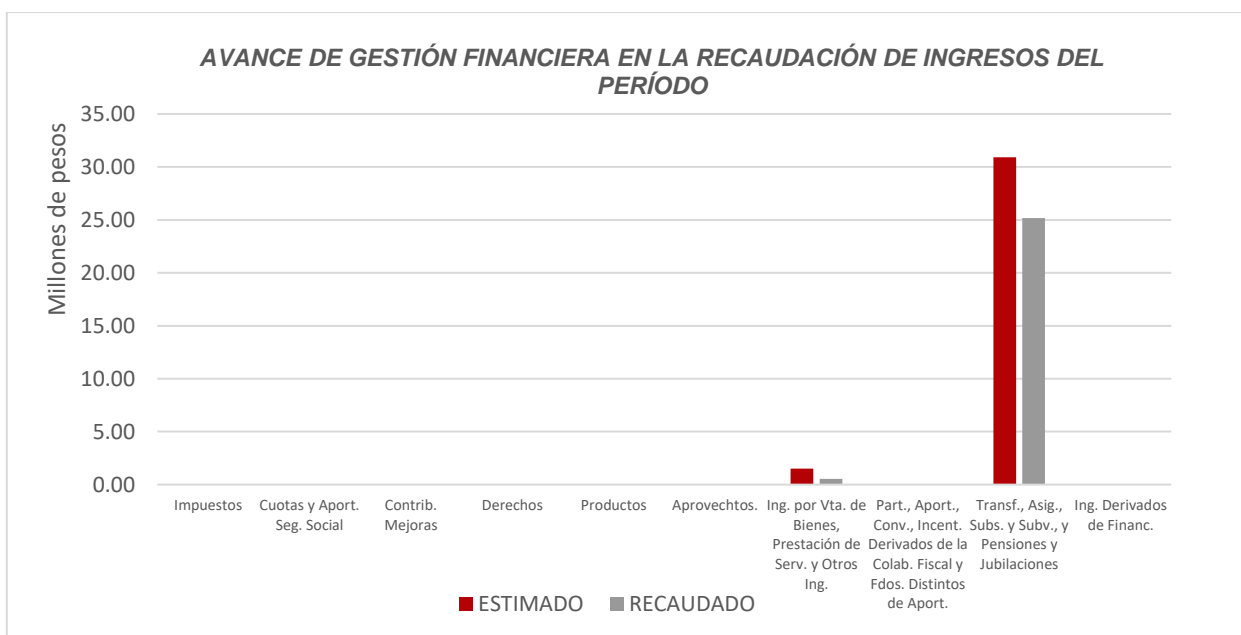 AVANCE DE GESTIÓN FINANCIERA EN LA RECAUDACIÓN DE INGRESOS DEL
PERÍODO
Millones de pesos
35.00
30.00
25.00
20.00
15.00
10.00
5.00
0.00
Impuestos
Cuotas y Aport.
Seg. Social
Contrib.
Mejoras
Derechos
Productos
Aprovechtos.
Ing. por Vta. de
Bienes,
Prestación de
Serv. y Otros
Ing.
Part., Aport.,
Conv., Incent.
Derivados de la
Colab. Fiscal y
Fdos. Distintos
de Aport.
Transf., Asig.,
Subs. y Subv., y
Pensiones y
Jubilaciones
Ing. Derivados
de Financ.
ESTIMADO
RECAUDADO